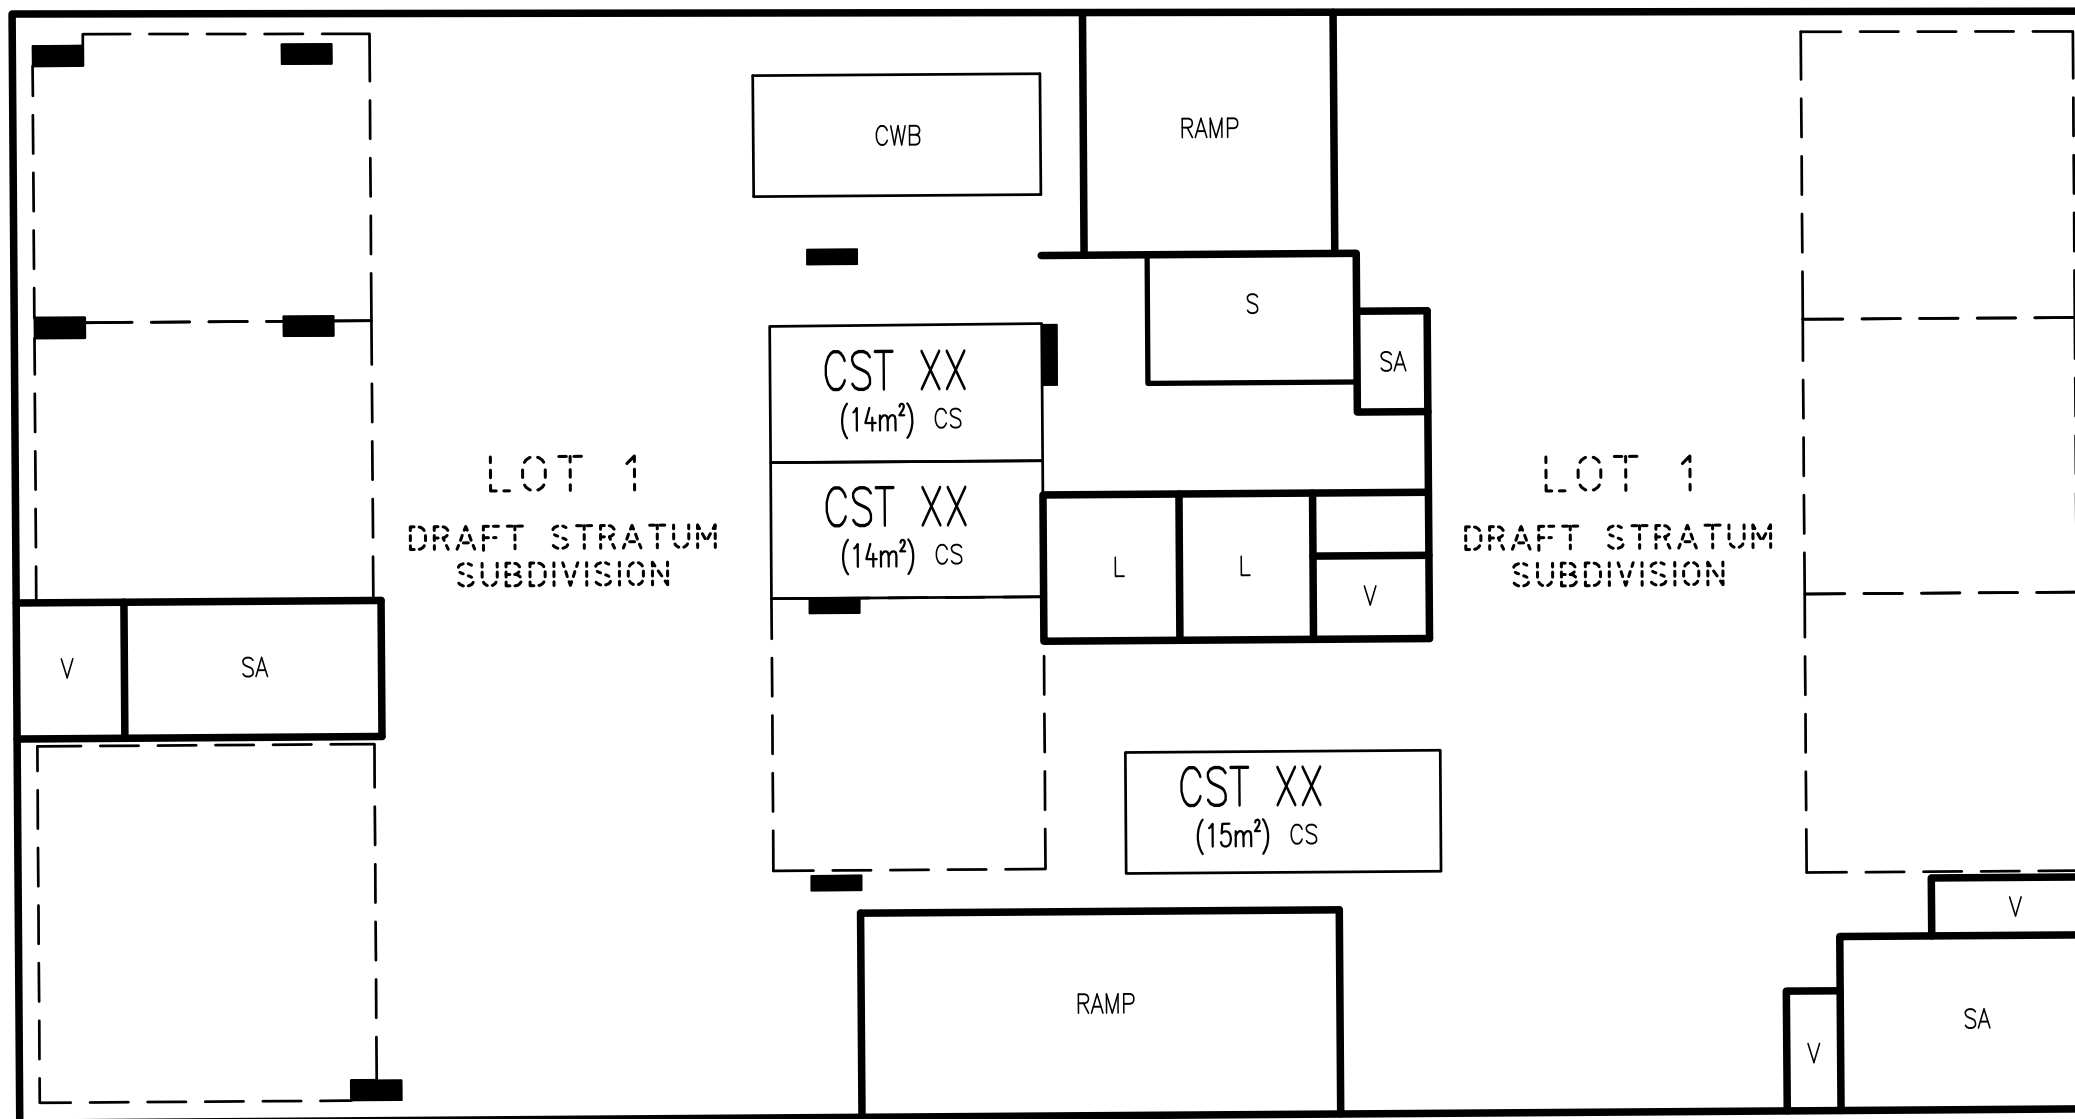 CWB
RAMP
S
SA
CST XX
(14m²) CS
CST XX
(14m²) CS
LOT 1
DRAFT STRATUM
SUBDIVISION
LOT 1
DRAFT STRATUM
SUBDIVISION
L
L
V
V
SA
CST XX
(15m²) CS
V
RAMP
SA
V